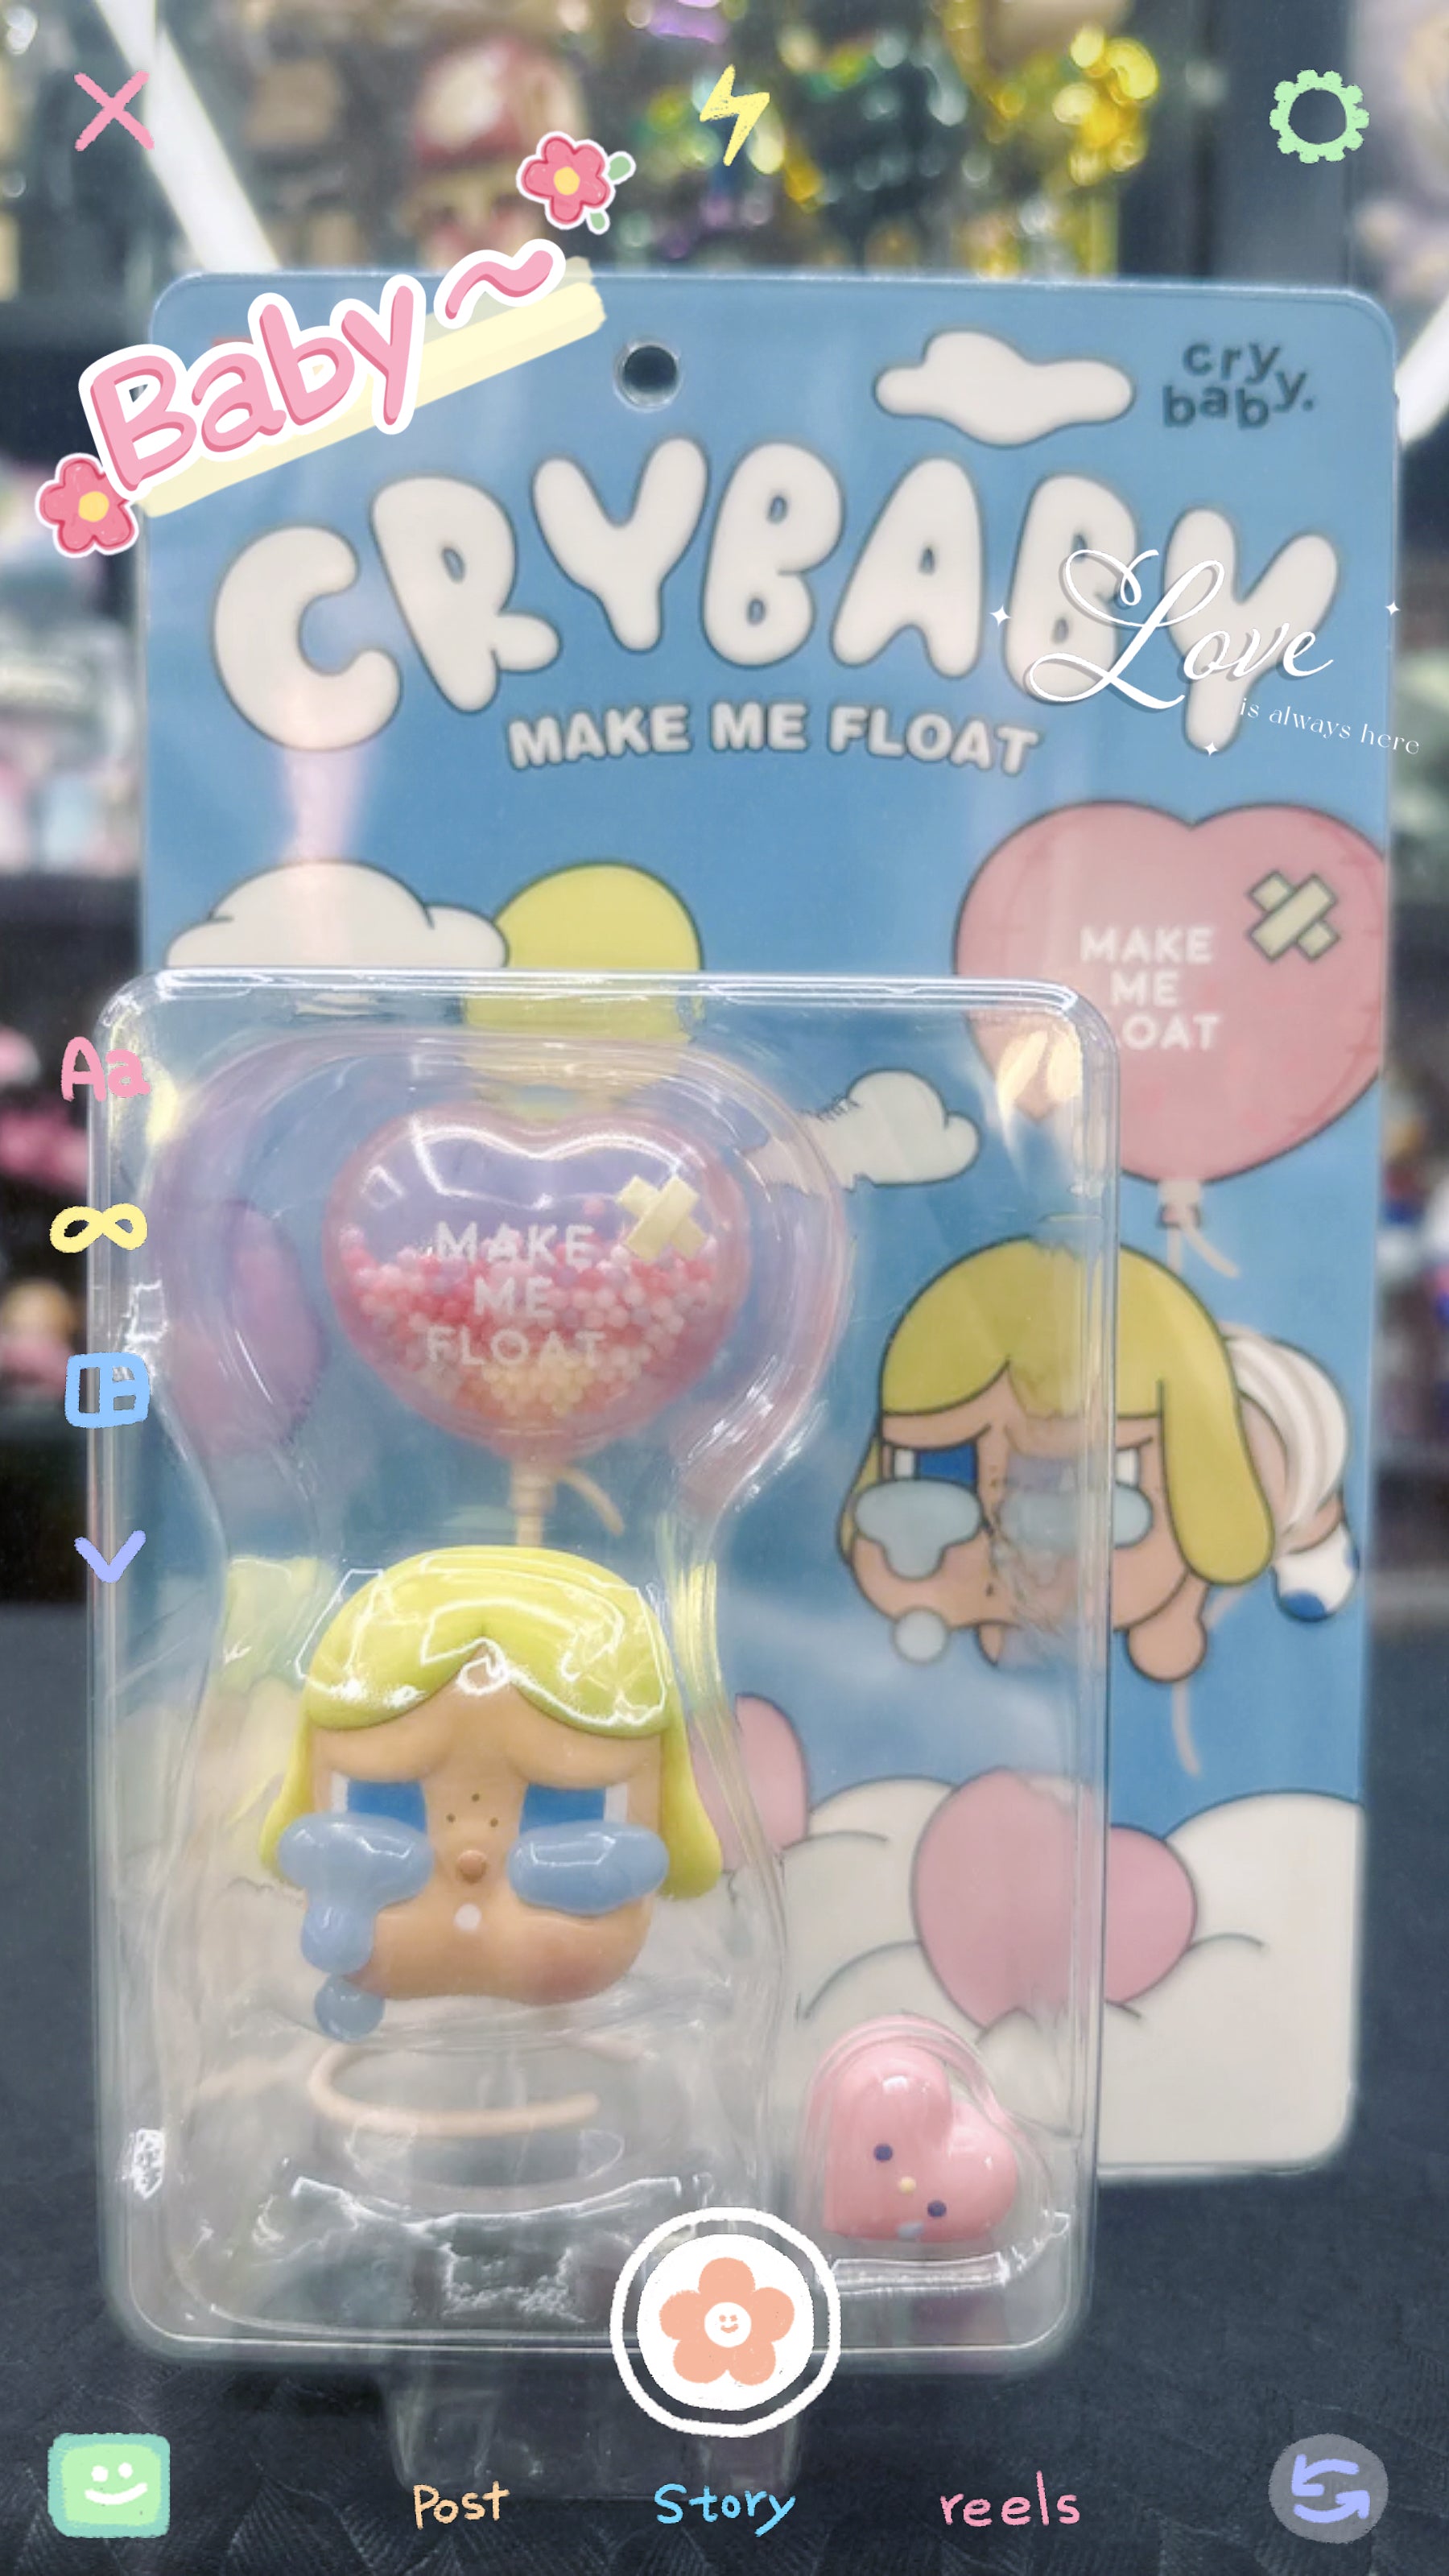 Baby~
cry
baby.
CRYBABY
MAKE ME FLOAT
Love
is always here
MAKE
ME
LOAT
Aa
MAKE
ME
FLOAT
Post
Story
reels